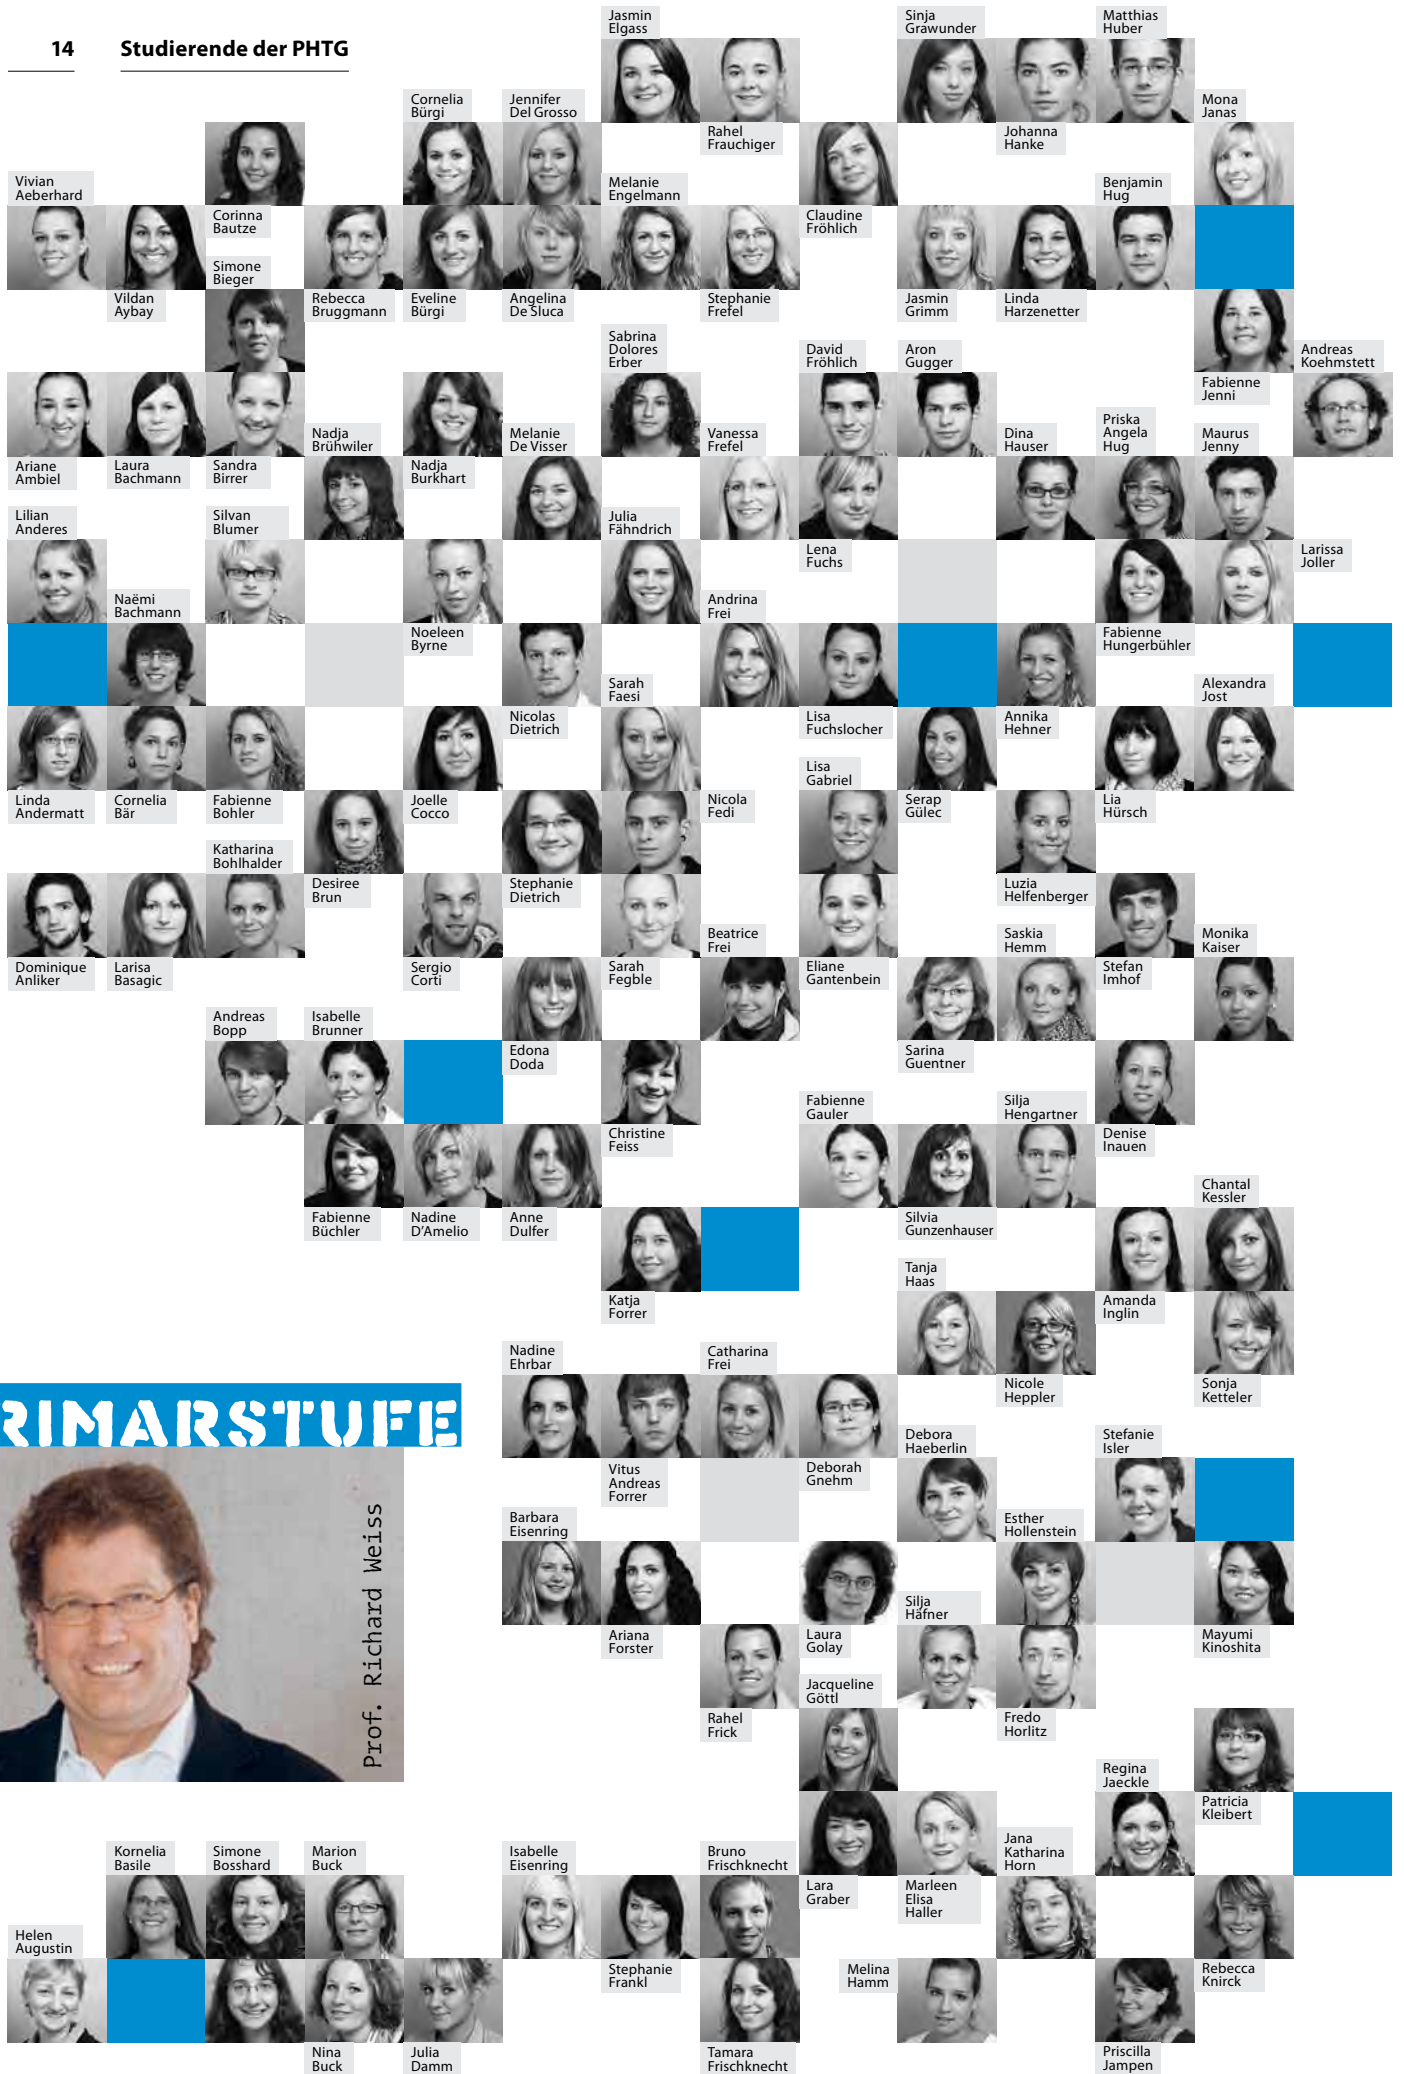 14
Studierende der PHTG
Jasmin
Elgass
Sinja
Grawunder
Matthias
Huber
Cornelia
Bürgi
Jennifer
Del Grosso
Mona
Janas
Rahel
Frauchiger
Johanna
Hanke
Vivian
Aeberhard
Melanie
Engelmann
Benjamin
Hug
Corinna
Bautze
Claudine
Fröhlich
Simone
Bieger
Vildan
Aybay
Rebecca
Bruggmann
Eveline
Bürgi
Angelina
De Sluca
Stephanie
Frefel
Jasmin
Grimm
Linda
Harzenetter
Sabrina
Dolores
Erber
David
Fröhlich
Aron
Gugger
Andreas
Koehmstett
Fabienne
Jenni
Nadja
Brühwiler
Melanie
De Visser
Vanessa
Frefel
Dina
Hauser
Priska
Angela
Hug
Maurus
Jenny
Ariane
Ambiel
Laura
Bachmann
Sandra
Birrer
Nadja
Burkhart
Lilian
Anderes
Silvan
Blumer
Julia
Fähndrich
Lena
Fuchs
Larissa
Joller
Naëmi
Bachmann
Andrina
Frei
Noeleen
Byrne
Fabienne
Hungerbühler
Sarah
Faesi
Alexandra
Jost
Nicolas
Dietrich
Lisa
Fuchslocher
Annika
Hehner
Lisa
Gabriel
Linda
Andermatt
Cornelia
Bär
Fabienne
Bohler
Joelle
Cocco
Nicola
Fedi
Serap
Gülec
Lia
Hürsch
Katharina
Bohlhalder
Desiree
Brun
Stephanie
Dietrich
Luzia
Helfenberger
Beatrice
Frei
Saskia
Hemm
Monika
Kaiser
Dominique
Anliker
Larisa
Basagic
Sergio
Corti
Sarah
Fegble
Eliane
Gantenbein
Stefan
Imhof
Andreas
Bopp
Isabelle
Brunner
Edona
Doda
Sarina
Guentner
Fabienne
Gauler
Silja
Hengartner
Christine
Feiss
Denise
Inauen
Chantal
Kessler
Fabienne
Büchler
Nadine
D'Amelio
Anne
Dulfer
Silvia
Gunzenhauser
Tanja
Haas
Katja
Forrer
Amanda
Inglin
Nadine
Ehrbar
Catharina
Frei
Nicole
Heppler
Sonja
Ketteler
RIMARSTUFE
Debora
Haeberlin
Stefanie
Isler
Vitus
Andreas
Forrer
Deborah
Gnehm
Prof. Richard Weiss
Barbara
Eisenring
Esther
Hollenstein
Silja
Häfner
Ariana
Forster
Laura
Golay
Mayumi
Kinoshita
Jacqueline
Göttl
Rahel
Frick
Fredo
Horlitz
Regina
Jaeckle
Patricia
Kleibert
Kornelia
Basile
Simone
Bosshard
Marion
Buck
Isabelle
Eisenring
Bruno
Frischknecht
Jana
Katharina
Horn
Lara
Graber
Marleen
Elisa
Haller
Helen
Augustin
Stephanie
Frankl
Melina
Hamm
Rebecca
Knirck
Nina
Buck
Julia
Damm
Tamara
Frischknecht
Priscilla
Jampen